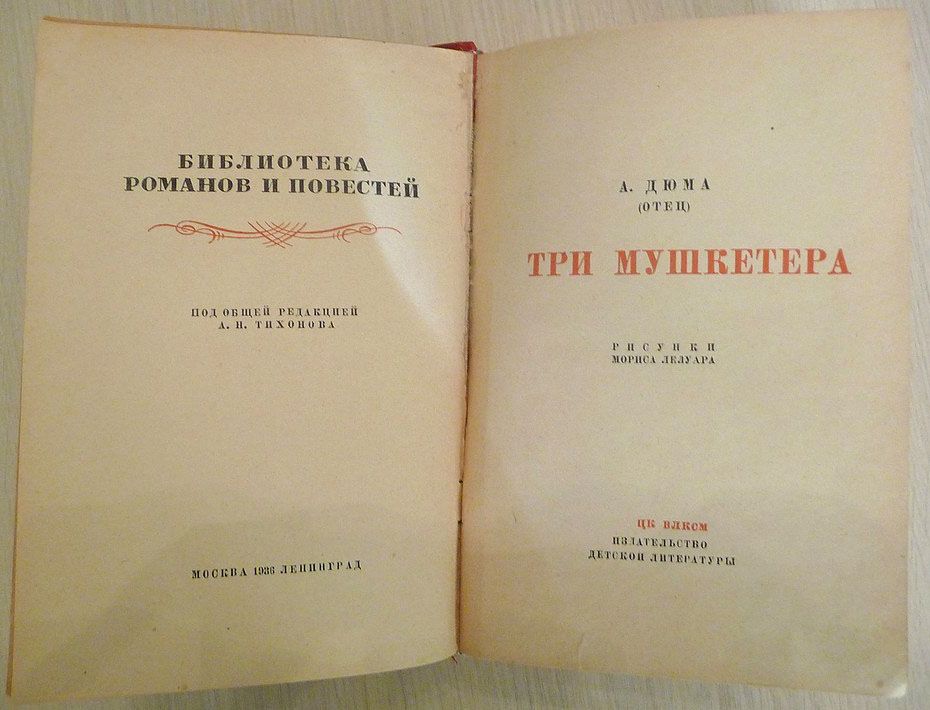 БИБЛИОТЕКА
РОМАНОВ И ПОВЕСТЕЙ
ПОД ОБЩЕЙ РЕДАКЦИЕЙ
А. Н. ТИХОНОВА
МОСКВА 1936 ЛЕНИНГРАД
А. ДЮМА
(ОТЕЦ)
ТРИ МУШКЕТЕРА
РИСУНКИ
МОРИСА ЛЕЛУАРА
ЦК ВЛКСМ
ИЗДАТЕЛЬСТВО
ДЕТСКОЙ ЛИТЕРАТУРЫ